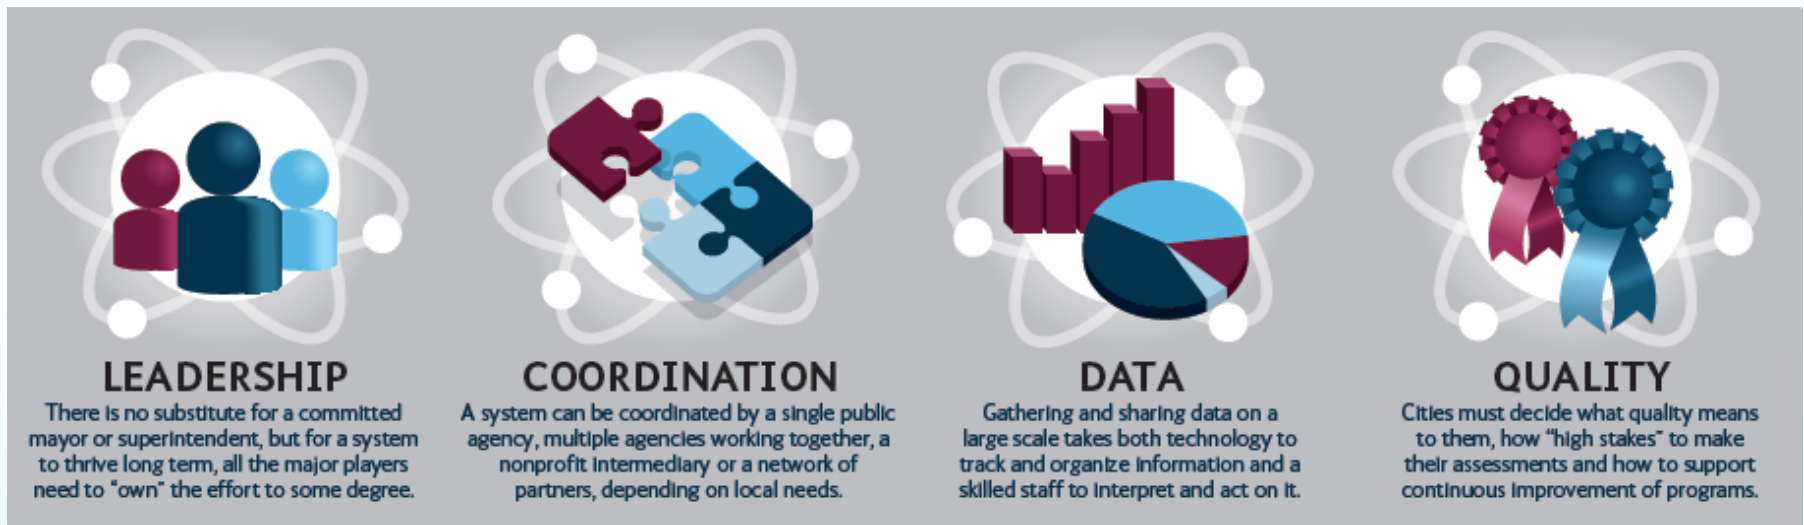 LEADERSHIP
There is no substitute for a committed
mayor or superintendent, but for a system
to thrive long term, all the major players
need to "own" the effort to some degree.
COORDINATION
A system can be coordinated by a single public
agency, multiple agencies working together, a
nonprofit intermediary or a network of
partners, depending on local needs.
DATA
Gathering and sharing data on a
large scale takes both technology to
track and organize information and a
skilled staff to interpret and act on it.
QUALITY
Cities must decide what quality means
to them, how "high stakes" to make
their assessments and how to support
continuous improvement of programs.